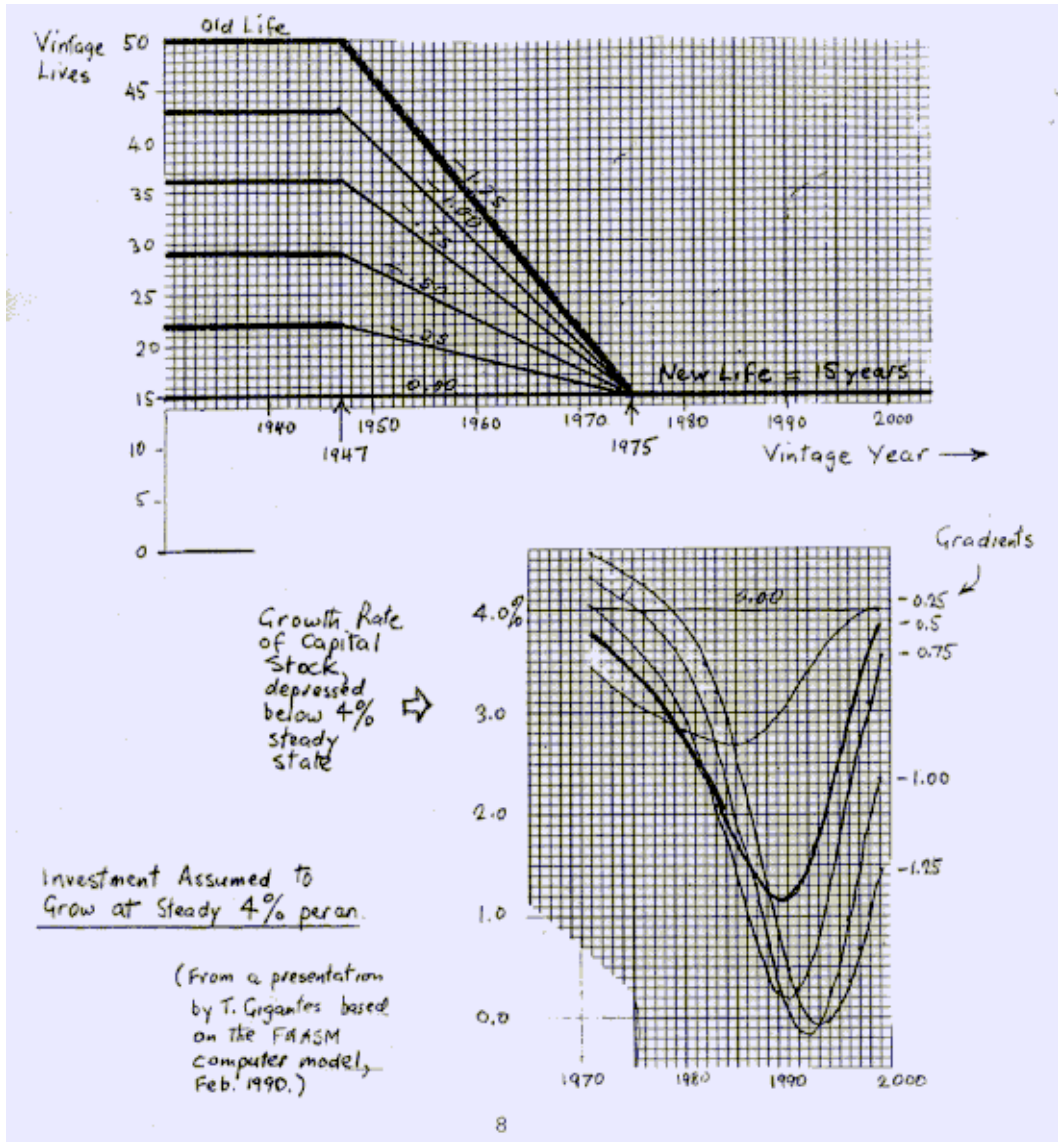 Old Life
Vintage
Lives
50
45
40
35
30
25
20
15
10
5
0
-1.25
-1.00
-.75
-.50
-.25
0.00
New Life = 15 years
1940
1950
1960
1970
1980
1990
2000
1947
1975
Vintage Year
Gradients
Growth Rate
of Capital
Stock,
depressed
below 4%
steady
state
4.0%
3.0
2.0
1.0
0.0
0.00
-0.25
-0.5
-0.75
-1.00
-1.25
1970
1980
1990
2000
Investment Assumed to
Grow at Steady 4% per an.
(From a presentation
by T. Gigantes based
on the
computer model,
Feb. 1990.)
8